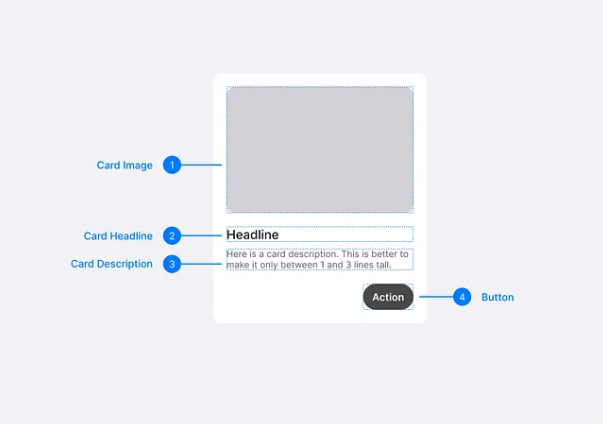 Card Image 1
Card Headline 2
Headline
Card Description 3
Here is a card description. This is better to
make it only between 1 and 3 lines tall.
Action
4 Button